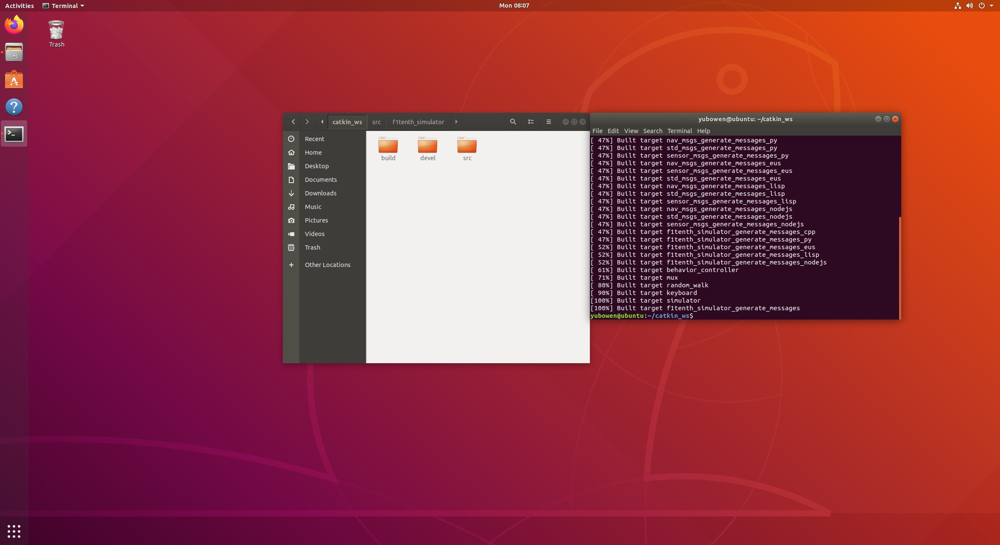 Activities Terminal Mon 08:07
Trash
catkin_ws src f1tenth_simulator
Recent
Home
Desktop
Documents
Downloads
Music
Pictures
Videos
Trash
Other Locations
build devel src
yubowen@ubuntu: ~/catkin_ws
File Edit View Search Terminal Help
[ 47%] Built target nav_msgs_generate_messages_py
[ 47%] Built target std_msgs_generate_messages_py
[ 47%] Built target sensor_msgs_generate_messages_py
[ 47%] Built target nav_msgs_generate_messages_eus
[ 47%] Built target sensor_msgs_generate_messages_eus
[ 47%] Built target std_msgs_generate_messages_eus
[ 47%] Built target nav_msgs_generate_messages_lisp
[ 47%] Built target std_msgs_generate_messages_lisp
[ 47%] Built target sensor_msgs_generate_messages_lisp
[ 47%] Built target nav_msgs_generate_messages_nodejs
[ 47%] Built target std_msgs_generate_messages_nodejs
[ 47%] Built target sensor_msgs_generate_messages_nodejs
[ 47%] Built target f1tenth_simulator_generate_messages_cpp
[ 47%] Built target f1tenth_simulator_generate_messages_py
[ 52%] Built target f1tenth_simulator_generate_messages_eus
[ 52%] Built target f1tenth_simulator_generate_messages_lisp
[ 52%] Built target f1tenth_simulator_generate_messages_nodejs
[ 61%] Built target behavior_controller
[ 71%] Built target mux
[ 80%] Built target random_walk
[ 90%] Built target keyboard
[100%] Built target simulator
[100%] Built target f1tenth_simulator_generate_messages
yubowen@ubuntu:~/catkin_ws$